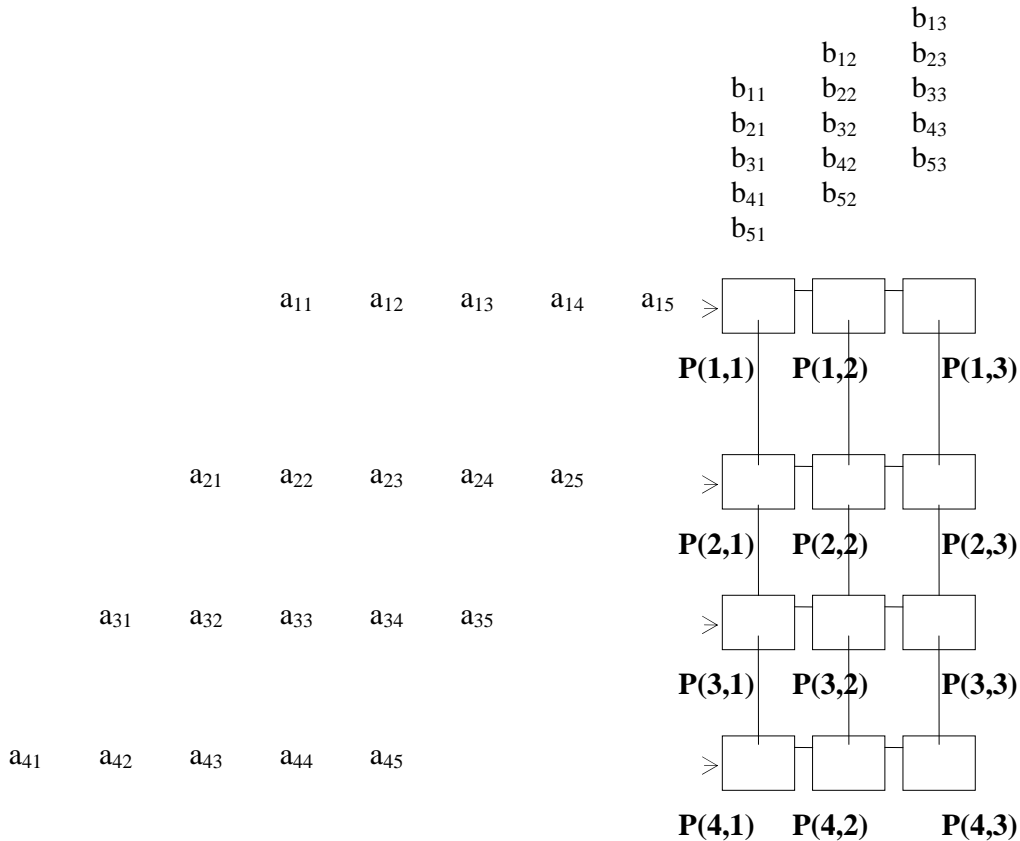 b₁₃
b₁₂ b₂₃
b₁₁ b₂₂ b₃₃
b₂₁ b₃₂ b₄₃
b₃₁ b₄₂ b₅₃
b₄₁ b₅₂
b₅₁
a₁₁ a₁₂ a₁₃ a₁₄ a₁₅
P(1,1) P(1,2) P(1,3)
a₂₁ a₂₂ a₂₃ a₂₄ a₂₅
P(2,1) P(2,2) P(2,3)
a₃₁ a₃₂ a₃₃ a₃₄ a₃₅
P(3,1) P(3,2) P(3,3)
a₄₁ a₄₂ a₄₃ a₄₄ a₄₅
P(4,1) P(4,2) P(4,3)